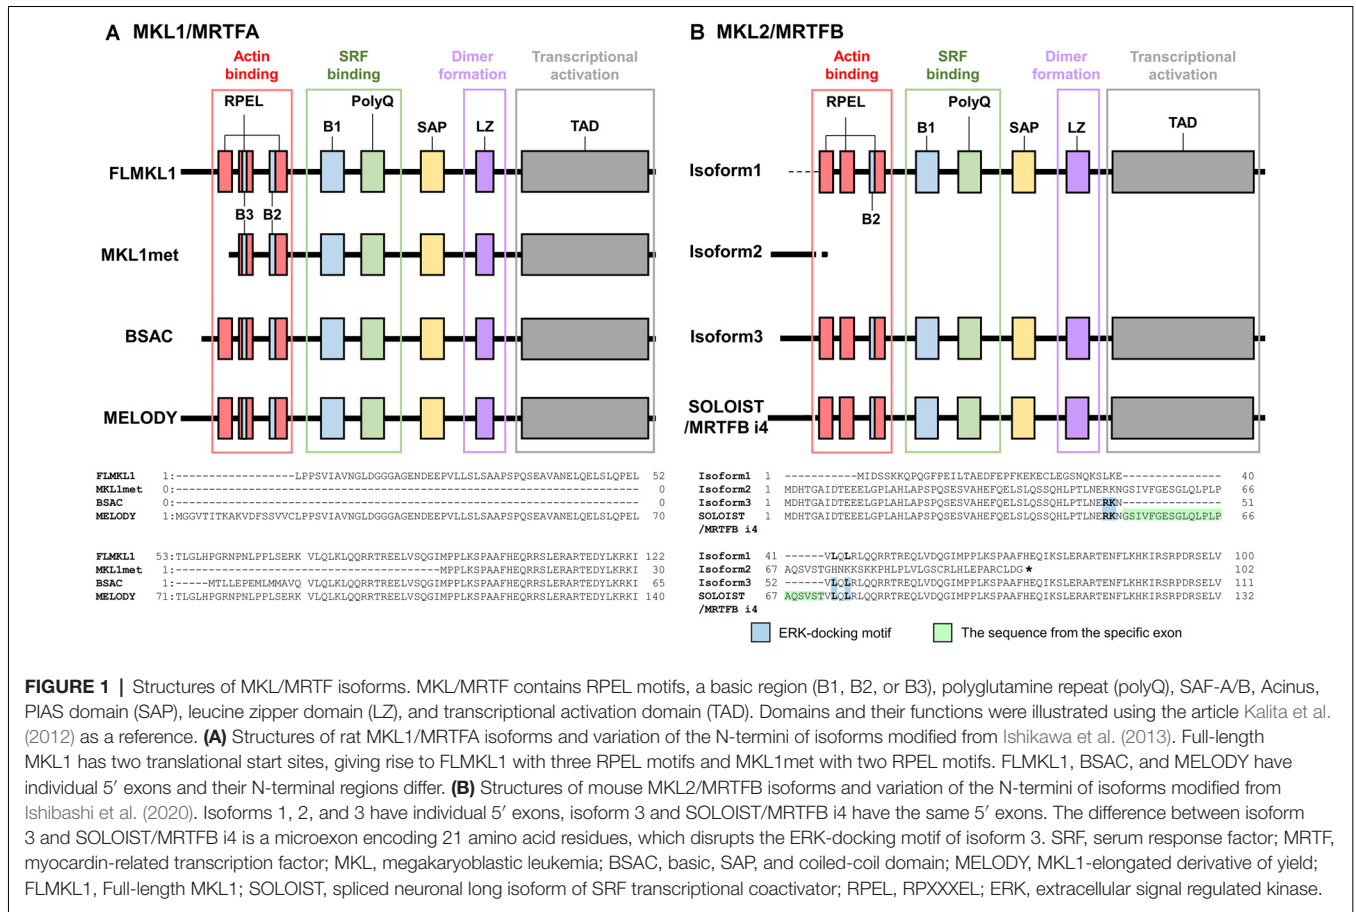 A MKL1/MRTFA
Actin binding
SRF binding
Dimer formation
Transcriptional activation
RPEL
PolyQ
B1
SAP
LZ
TAD
FLMKL1
B3
B2
MKL1met
BSAC
MELODY
FLMKL1 1:--------------------LPPSVIAVNGLDGGGAGENDEEPVLLSLSAAPSPQSEAVANELQELSLQPEL 52
MKL1met 0:---------------------------------------------------------------------- 0
BSAC 0:---------------------------------------------------------------------- 0
MELODY 1:MGGVTITKAKVDFSSVVCLPPSVIAVNGLDGGGAGENDEEPVLLSLSAAPSPQSEAVANELQELSLQPEL 70
FLMKL1 53:TLGLHPGRNPNLPPLSERK VLQLKLQQRRTREELVSQGIMPPLKSPAAFHEQRRSLERARTEDYLKRKI 122
MKL1met 1:----------------------------------------MPPLKSPAAFHEQRRSLERARTEDYLKRKI 30
BSAC 1:-----MTLLEPEMLMMAVQ VLQLKLQQRRTREELVSQGIMPPLKSPAAFHEQRRSLERARTEDYLKRKI 65
MELODY 71:TLGLHPGRNPNLPPLSERK VLQLKLQQRRTREELVSQGIMPPLKSPAAFHEQRRSLERARTEDYLKRKI 140
B MKL2/MRTFB
Actin binding
SRF binding
Dimer formation
Transcriptional activation
RPEL
PolyQ
B1
SAP
LZ
TAD
Isoform1
B2
Isoform2
Isoform3
SOLOIST
/MRTFB i4
Isoform1 1 -----------MIDSSKKQPQGFPEILTAEDFEPFKEKECLEGSNQKSLKE--------------- 40
Isoform2 1 MDHTGAIDTEEELGPLAHLAPSPQSESVAHEFQELSLQSSQHLPTLNERKNGSIVFGESGLQLPLP 66
Isoform3 1 MDHTGAIDTEEELGPLAHLAPSPQSESVAHEFQELSLQSSQHLPTLNERKN--------------- 51
SOLOIST 1 MDHTGAIDTEEELGPLAHLAPSPQSESVAHEFQELSLQSSQHLPTLNERKNGSIVFGESGLQLPLP 66
/MRTFB i4
Isoform1 41 ------VLQLRLQQRRTREQLVDQGIMPPLKSPAAFHEQIKSLERARTENFLKHKIRSRPDRSELV 100
Isoform2 67 AQSVSTGHNKKSKKPHLPLVLGSCRLHLEPARCLDG* 102
Isoform3 52 ------VLQLRLQQRRTREQLVDQGIMPPLKSPAAFHEQIKSLERARTENFLKHKIRSRPDRSELV 111
SOLOIST 67 AQSVSTVLQLRLQQRRTREQLVDQGIMPPLKSPAAFHEQIKSLERARTENFLKHKIRSRPDRSELV 132
/MRTFB i4
ERK-docking motif
The sequence from the specific exon
FIGURE 1 | Structures of MKL/MRTF isoforms. MKL/MRTF contains RPEL motifs, a basic region (B1, B2, or B3), polyglutamine repeat (polyQ), SAF-A/B, Acinus,
PIAS domain (SAP), leucine zipper domain (LZ), and transcriptional activation domain (TAD). Domains and their functions were illustrated using the article Kalita et al.
(2012) as a reference. (A) Structures of rat MKL1/MRTFA isoforms and variation of the N-termini of isoforms modified from Ishikawa et al. (2013). Full-length
MKL1 has two translational start sites, giving rise to FLMKL1 with three RPEL motifs and MKL1met with two RPEL motifs. FLMKL1, BSAC, and MELODY have
individual 5′ exons and their N-terminal regions differ. (B) Structures of mouse MKL2/MRTFB isoforms and variation of the N-termini of isoforms modified from
Ishibashi et al. (2020). Isoforms 1, 2, and 3 have individual 5′ exons, isoform 3 and SOLOIST/MRTFB i4 have the same 5′ exons. The difference between isoform
3 and SOLOIST/MRTFB i4 is a microexon encoding 21 amino acid residues, which disrupts the ERK-docking motif of isoform 3. SRF, serum response factor; MRTF,
myocardin-related transcription factor; MKL, megakaryoblastic leukemia; BSAC, basic, SAP, and coiled-coil domain; MELODY, MKL1-elongated derivative of yield;
FLMKL1, Full-length MKL1; SOLOIST, spliced neuronal long isoform of SRF transcriptional coactivator; RPEL, RPXXXEL; ERK, extracellular signal regulated kinase.